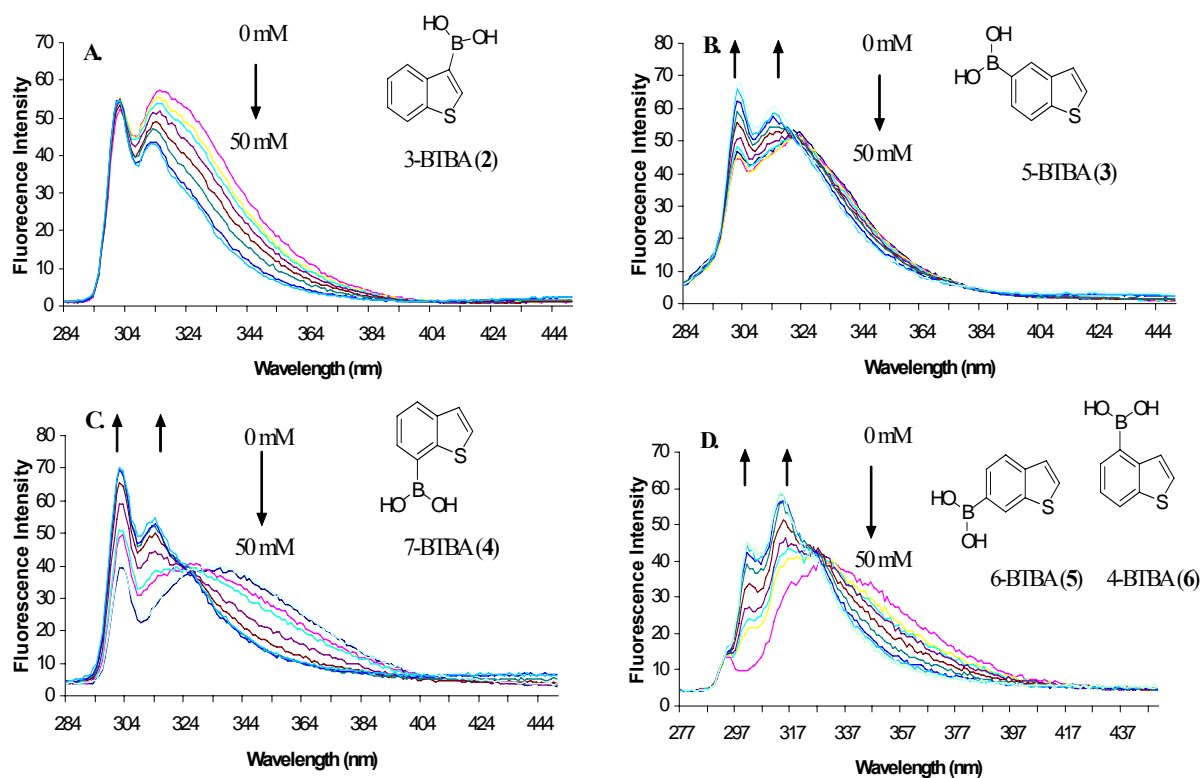 A.
0 mM
50 mM
HO
OH
B
S
3-BTBA (2)
Fluorecence Intensity
70
60
50
40
30
20
10
0
284 304 324 344 364 384 404 424 444
Wavelength (nm)
B.
0 mM
50 mM
OH
B
HO
S
5-BTBA (3)
Fluorescence Intensity
80
70
60
50
40
30
20
10
0
284 304 324 344 364 384 404 424 444
Wavelength (nm)
C.
0 mM
50 mM
S
B
HO OH
7-BTBA (4)
Fluorescence Intensity
80
70
60
50
40
30
20
10
0
284 304 324 344 364 384 404 424 444
Wavelength (nm)
D.
0 mM
50 mM
HO
B
OH
S
6-BTBA (5)
HO OH
B
S
4-BTBA (6)
Fluorescence Intensity
70
60
50
40
30
20
10
0
277 297 317 337 357 377 397 417 437
Wavelength (nm)